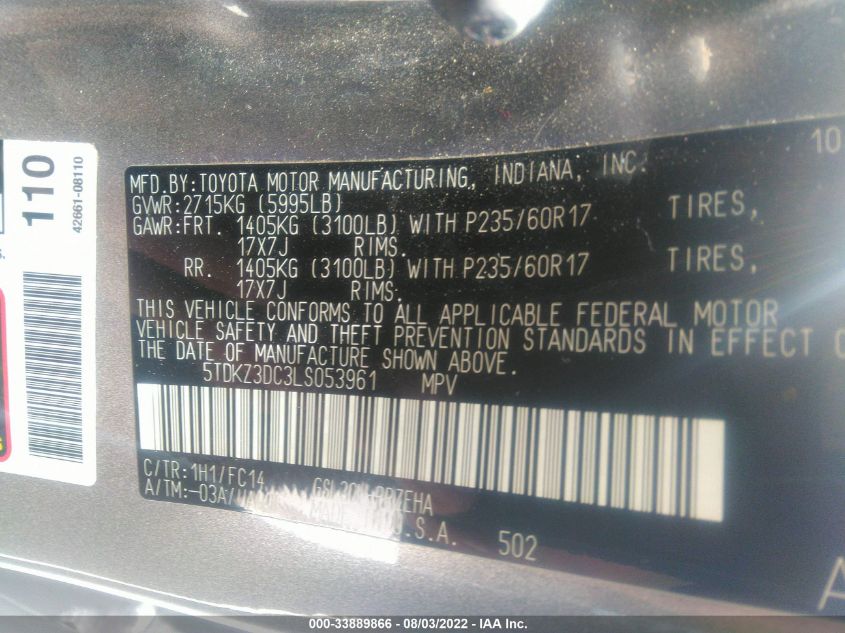 110
42661-08110
S.
10
MFD.BY:TOYOTA MOTOR MANUFACTURING, INDIANA, INC.
GVWR:2715KG (5995LB)
GAWR:FRT. 1405KG (3100LB) WITH P235/60R17 TIRES,
17X7J RIMS.
RR. 1405KG (3100LB) WITH P235/60R17 TIRES,
17X7J RIMS.
THIS VEHICLE CONFORMS TO ALL APPLICABLE FEDERAL MOTOR
VEHICLE SAFETY AND THEFT PREVENTION STANDARDS IN EFFECT
THE DATE OF MANUFACTURE SHOWN ABOVE.
5TDKZ3DC3LS053961 MPV
C/TR:1H1/FC14
A/TM:-03A/
MADE U.S.A. 502
A
000-33889866 - 08/03/2022 - IAA Inc.